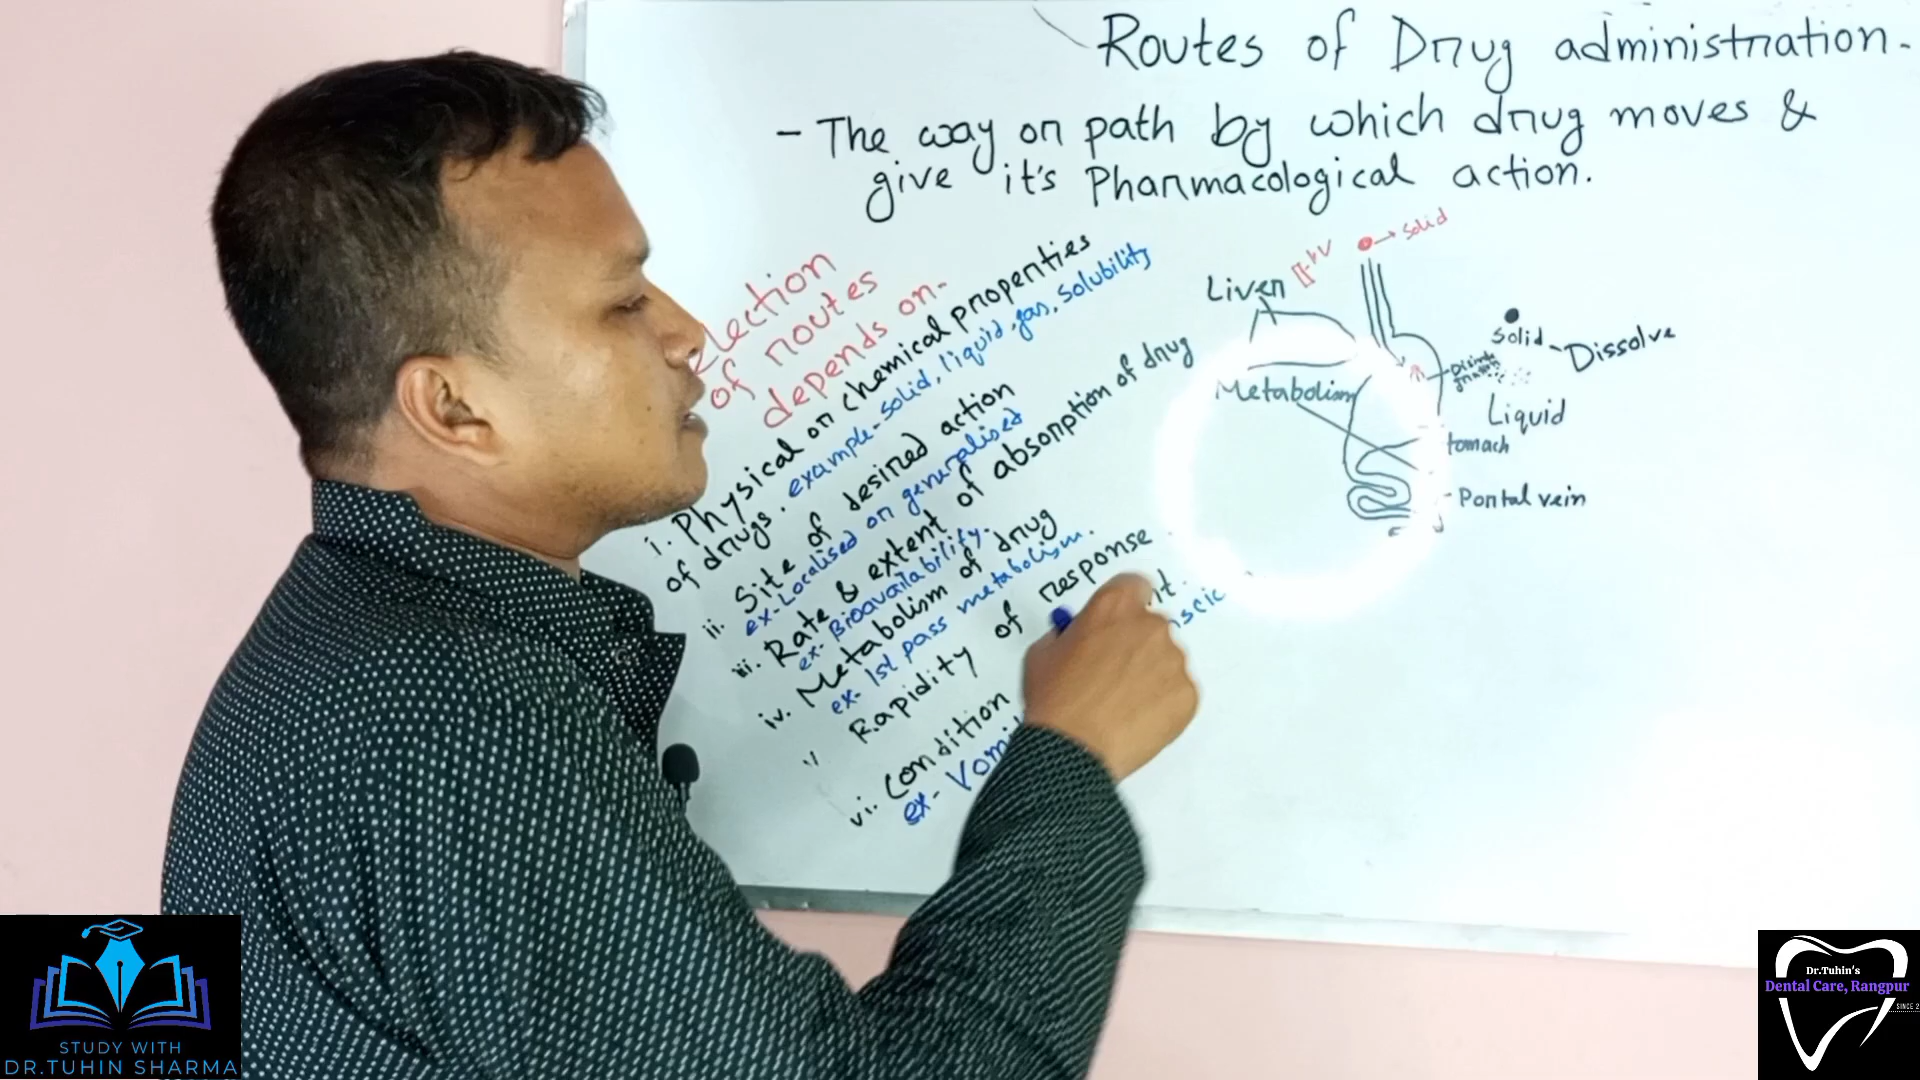 Routes of Drug administration.
- The way or path by which drug moves &
give it's Pharmacological action.
of routes
depends on-
i. Physical or chemical properties
of drugs. example-solid, liquid, gas, solubility
ii. Site of desired action
ex-Localised or generalised
iii. Rate & extent of absorption of drug
ex- Bioavailability.
iv. Metabolism of drug
ex- 1st pass metabolism.
Rapidity of response
vi. Condition
ex-
Liver
Solid
Metabolism
Solid
Dissolve
Liquid
Portal vein
STUDY WITH
DR.TUHIN SHARMA
Dr.Tuhin's
Dental Care, Rangpur